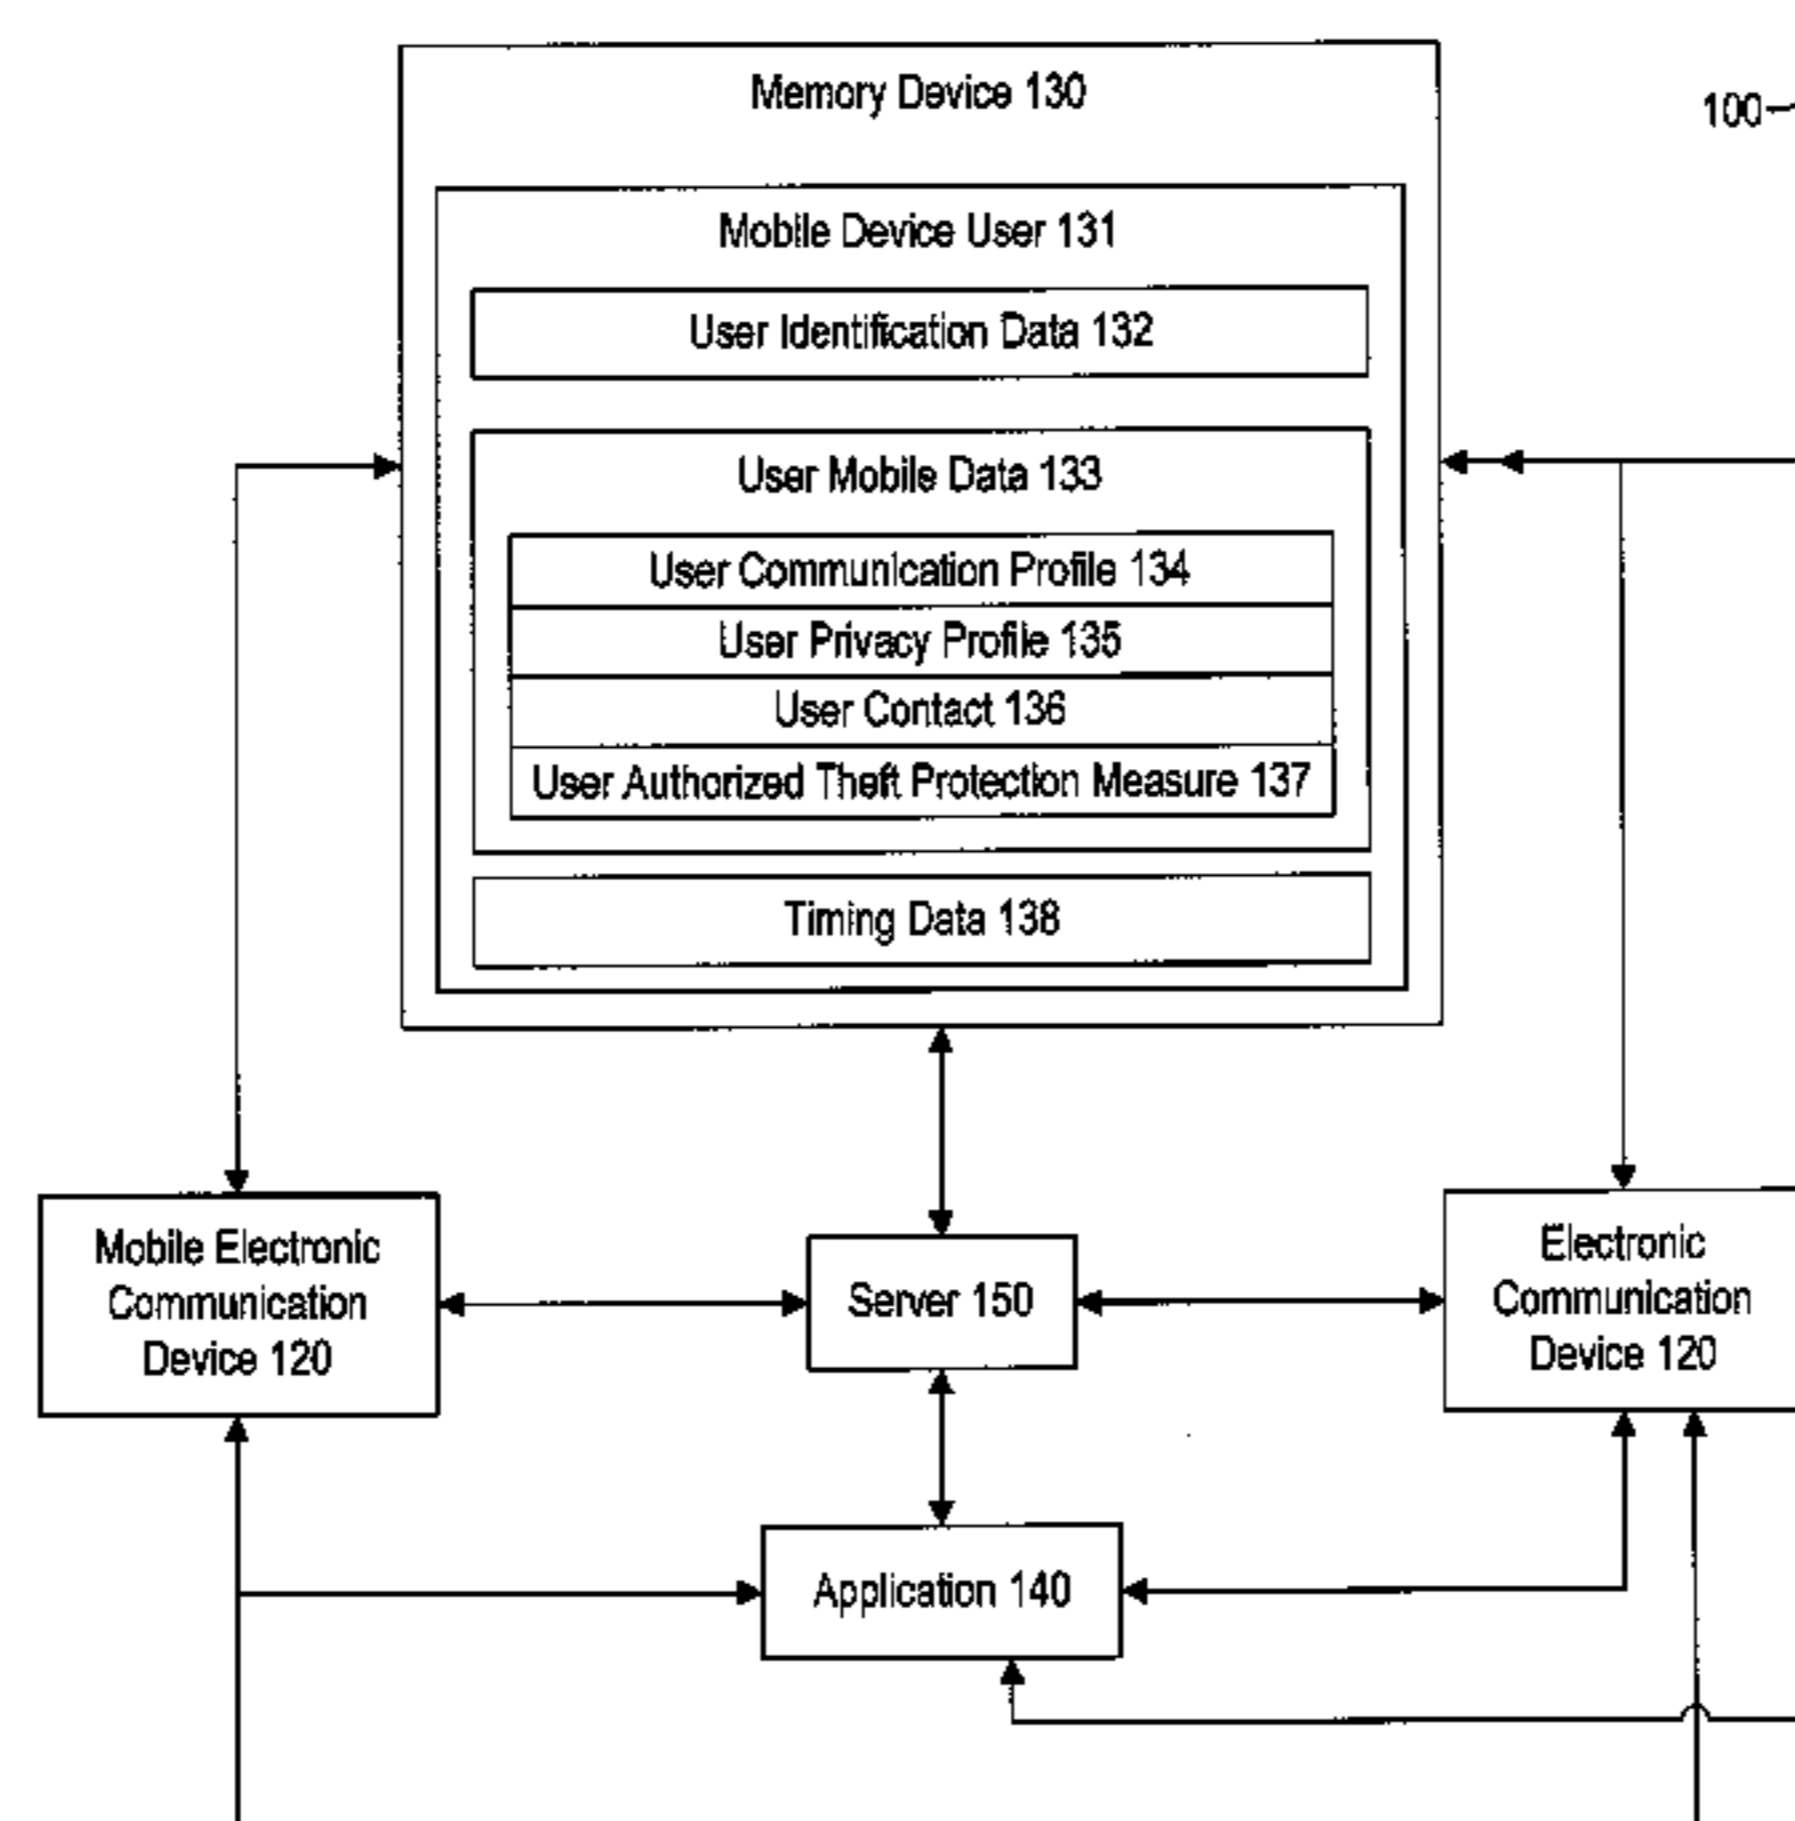 Memory Device 130
100
Mobile Device User 131
User Identification Data 132
User Mobile Data 133
User Communication Profile 134
User Privacy Profile 135
User Contact 136
User Authorized Theft Protection Measure 137
Timing Data 138
Mobile Electronic
Communication
Device 120
Server 150
Electronic
Communication
Device 120
Application 140